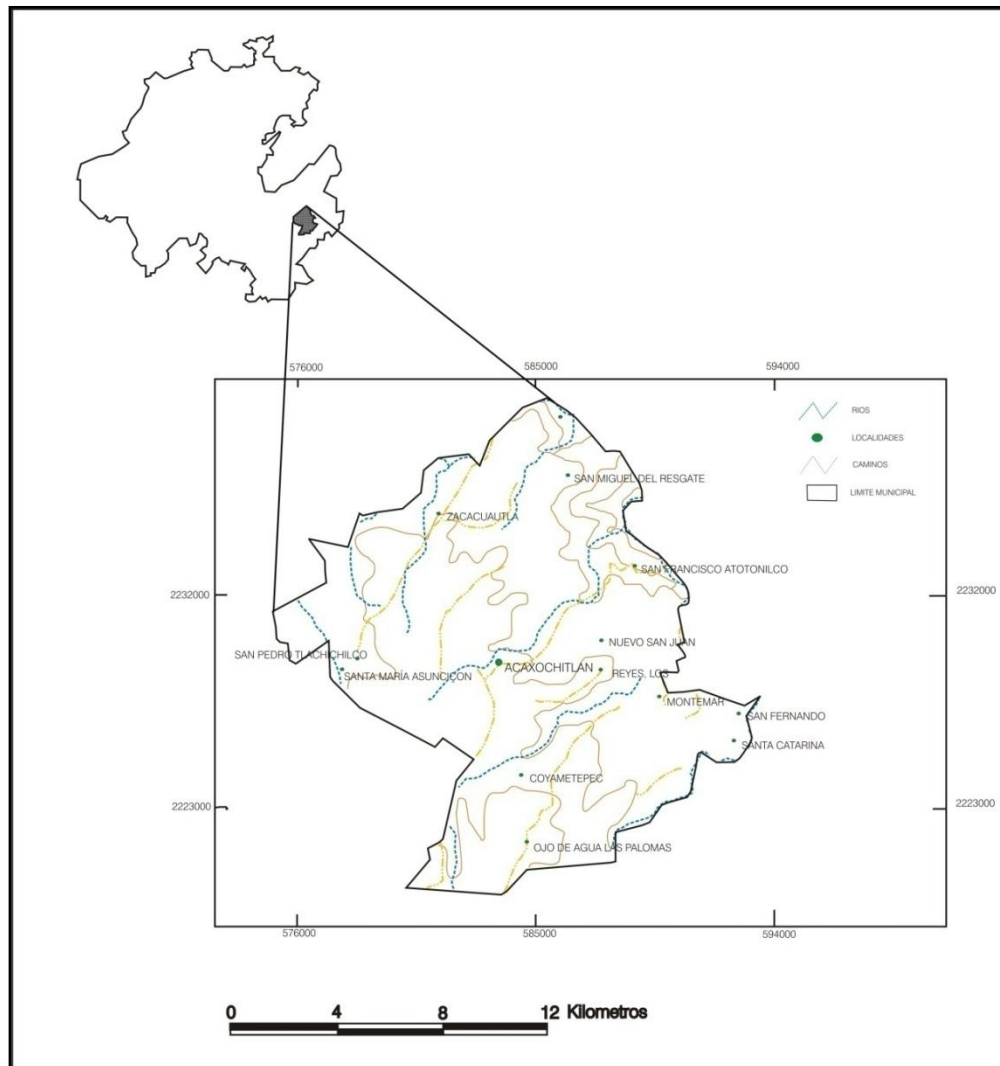 576000
585000
594000
RIOS
LOCALIDADES
CAMINOS
LIMITE MUNICIPAL
SAN MIGUEL DEL RESGATE
ZACACUAUTLA
SAN FRANCISCO ATOTONILCO
2232000
2232000
NUEVO SAN JUAN
SAN PEDRO TLACHICHILCO
ACAXOCHITLAN
SANTA MARÍA ASUNCIÇON
REYES, LOS
MONTEMAR
SAN FERNANDO
SANTA CATARINA
COYAMETEPEC
2223000
2223000
OJO DE AGUA LAS PALOMAS
576000
585000
594000
0 4 8 12 Kilometros